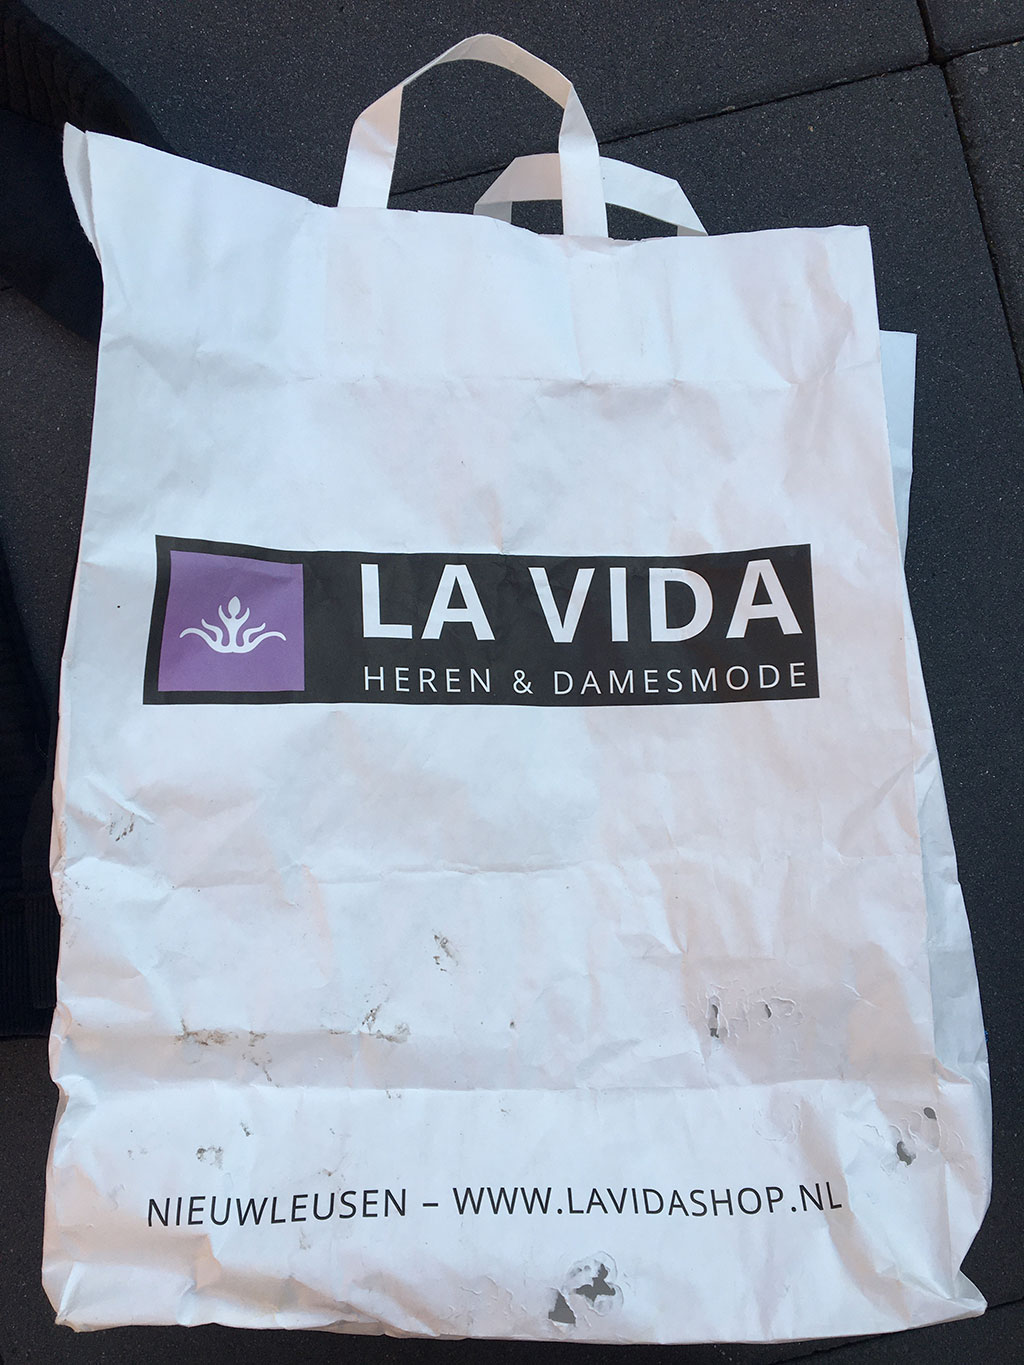 LA VIDA
HEREN & DAMESMODE
NIEUWLEUSEN – WWW.LAVIDASHOP.NL